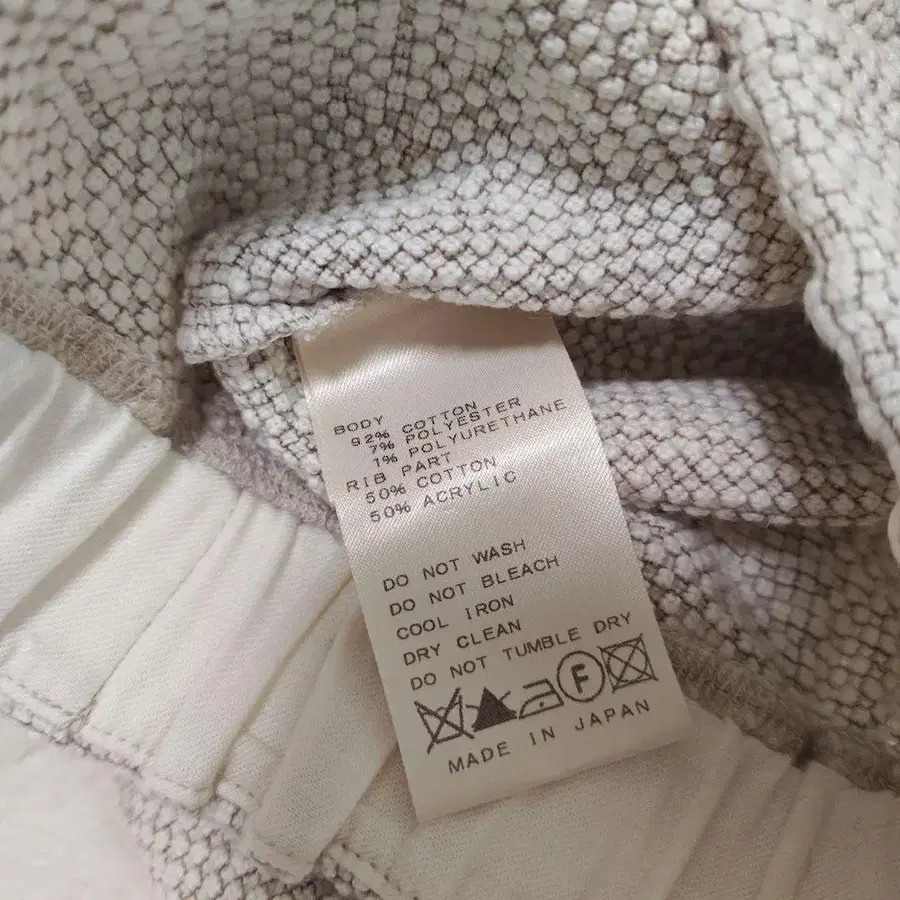 BODY
92% COTTON
7% POLYESTER
1% POLYURETHANE
RIB PART
50% COTTON
50% ACRYLIC
DO NOT WASH
DO NOT BLEACH
COOL IRON
DRY CLEAN
DO NOT TUMBLE DRY
F
MADE IN JAPAN